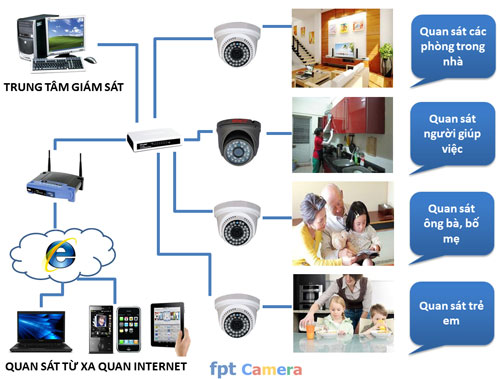 TRUNG TÂM GIÁM SÁT
Quan sát các
phòng trong
nhà
Quan sát
người giúp
việc
Quan sát
ông bà, bố
mẹ
Quan sát trẻ
em
QUAN SÁT TỪ XA QUAN INTERNET
fpt Camera